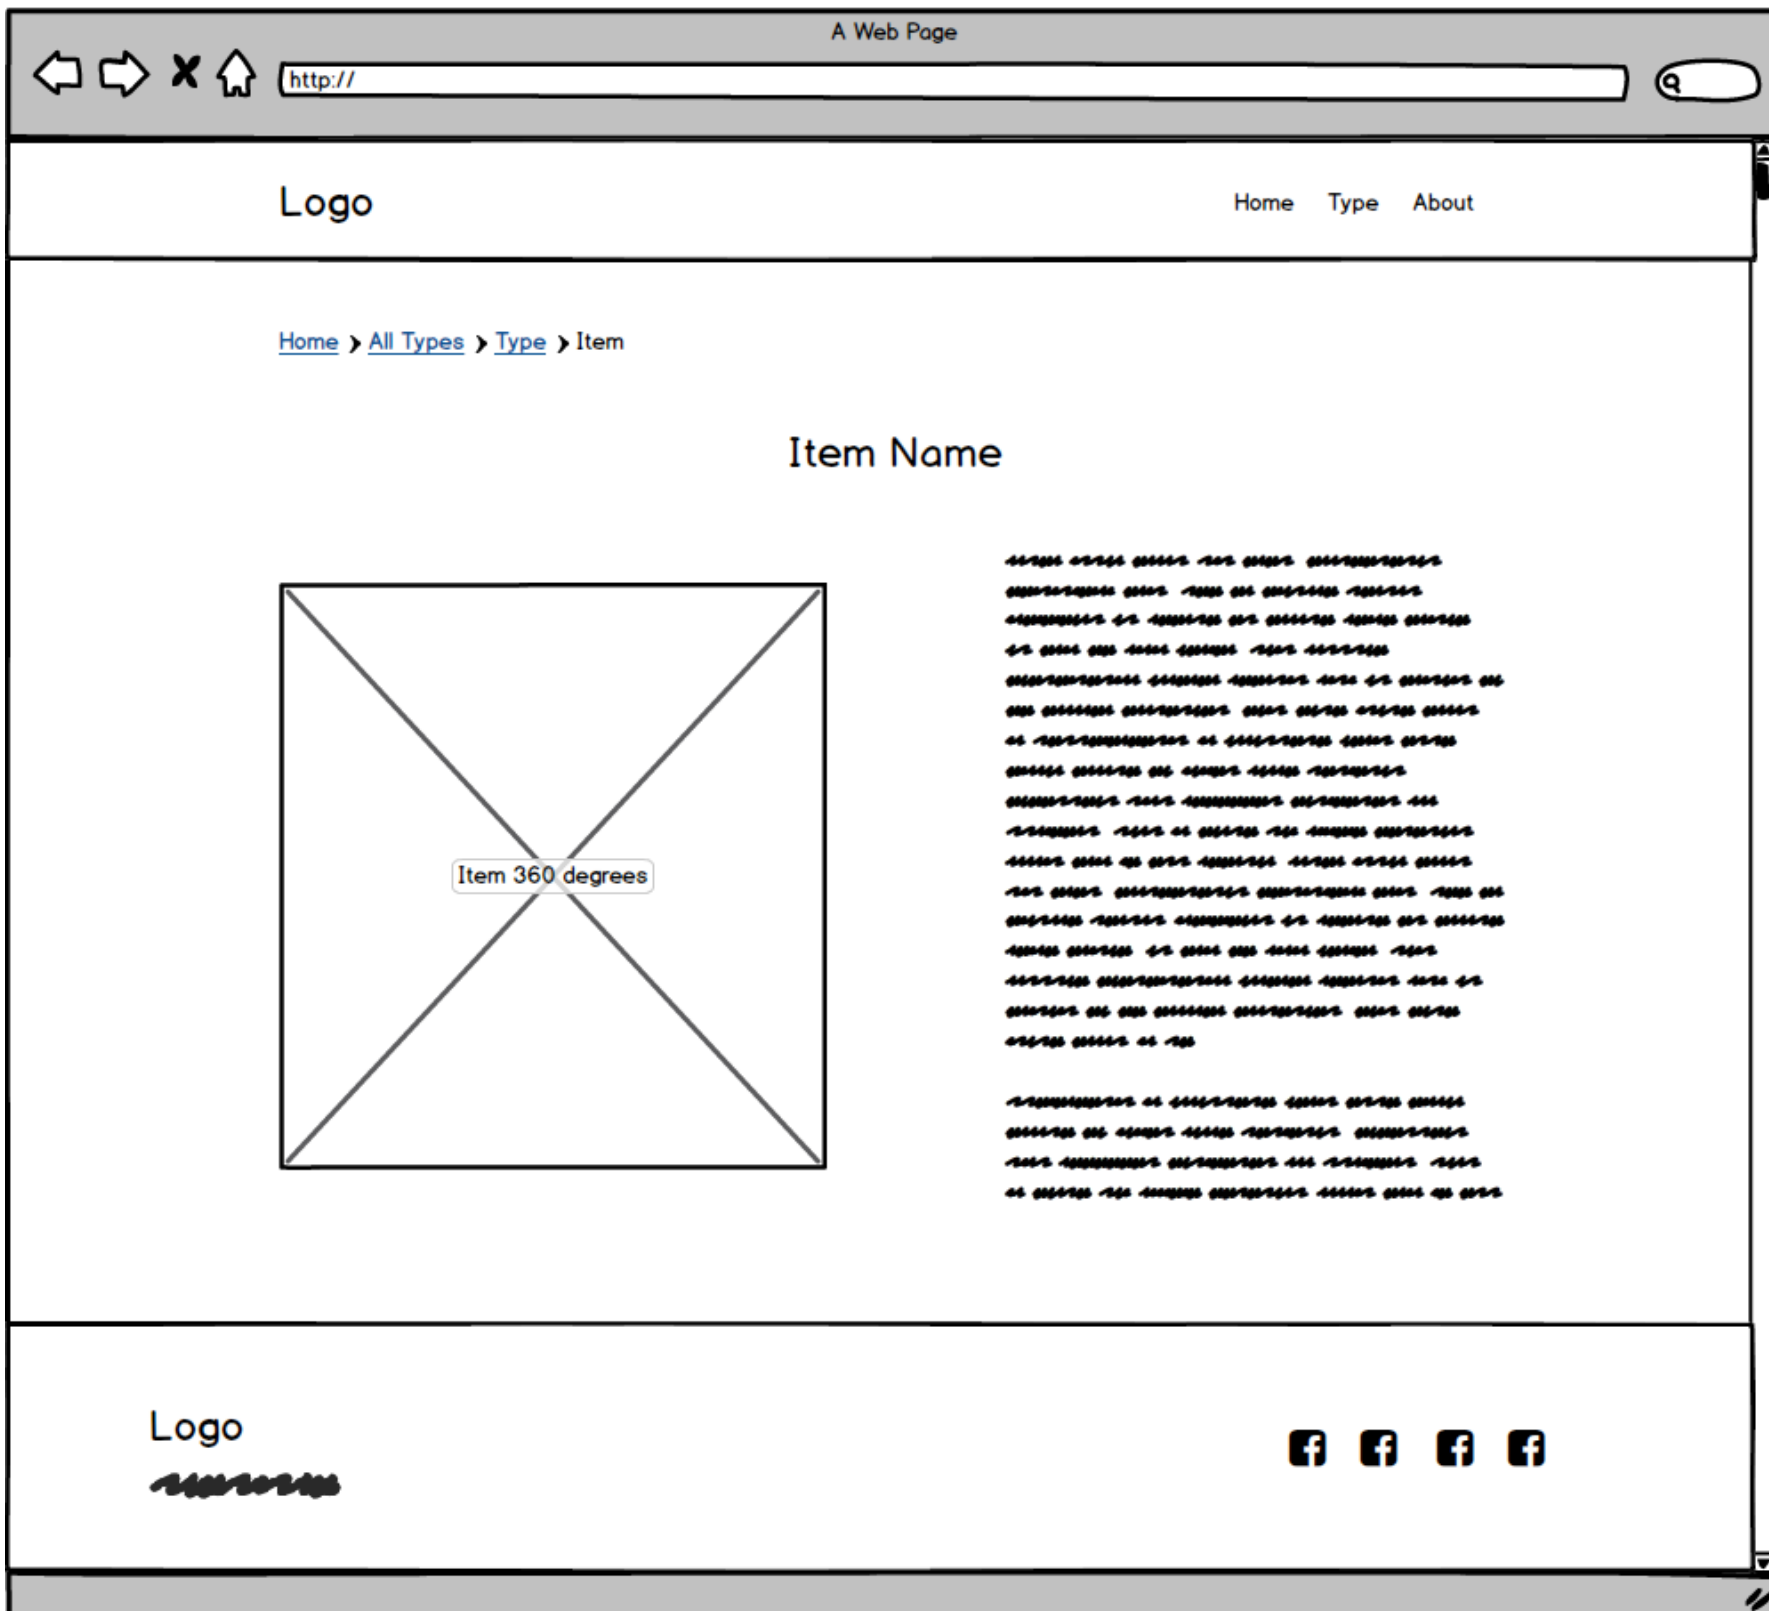 A Web Page
http://
Logo
Home Type About
Home > All Types > Type > Item
Item Name
Item 360 degrees
Logo